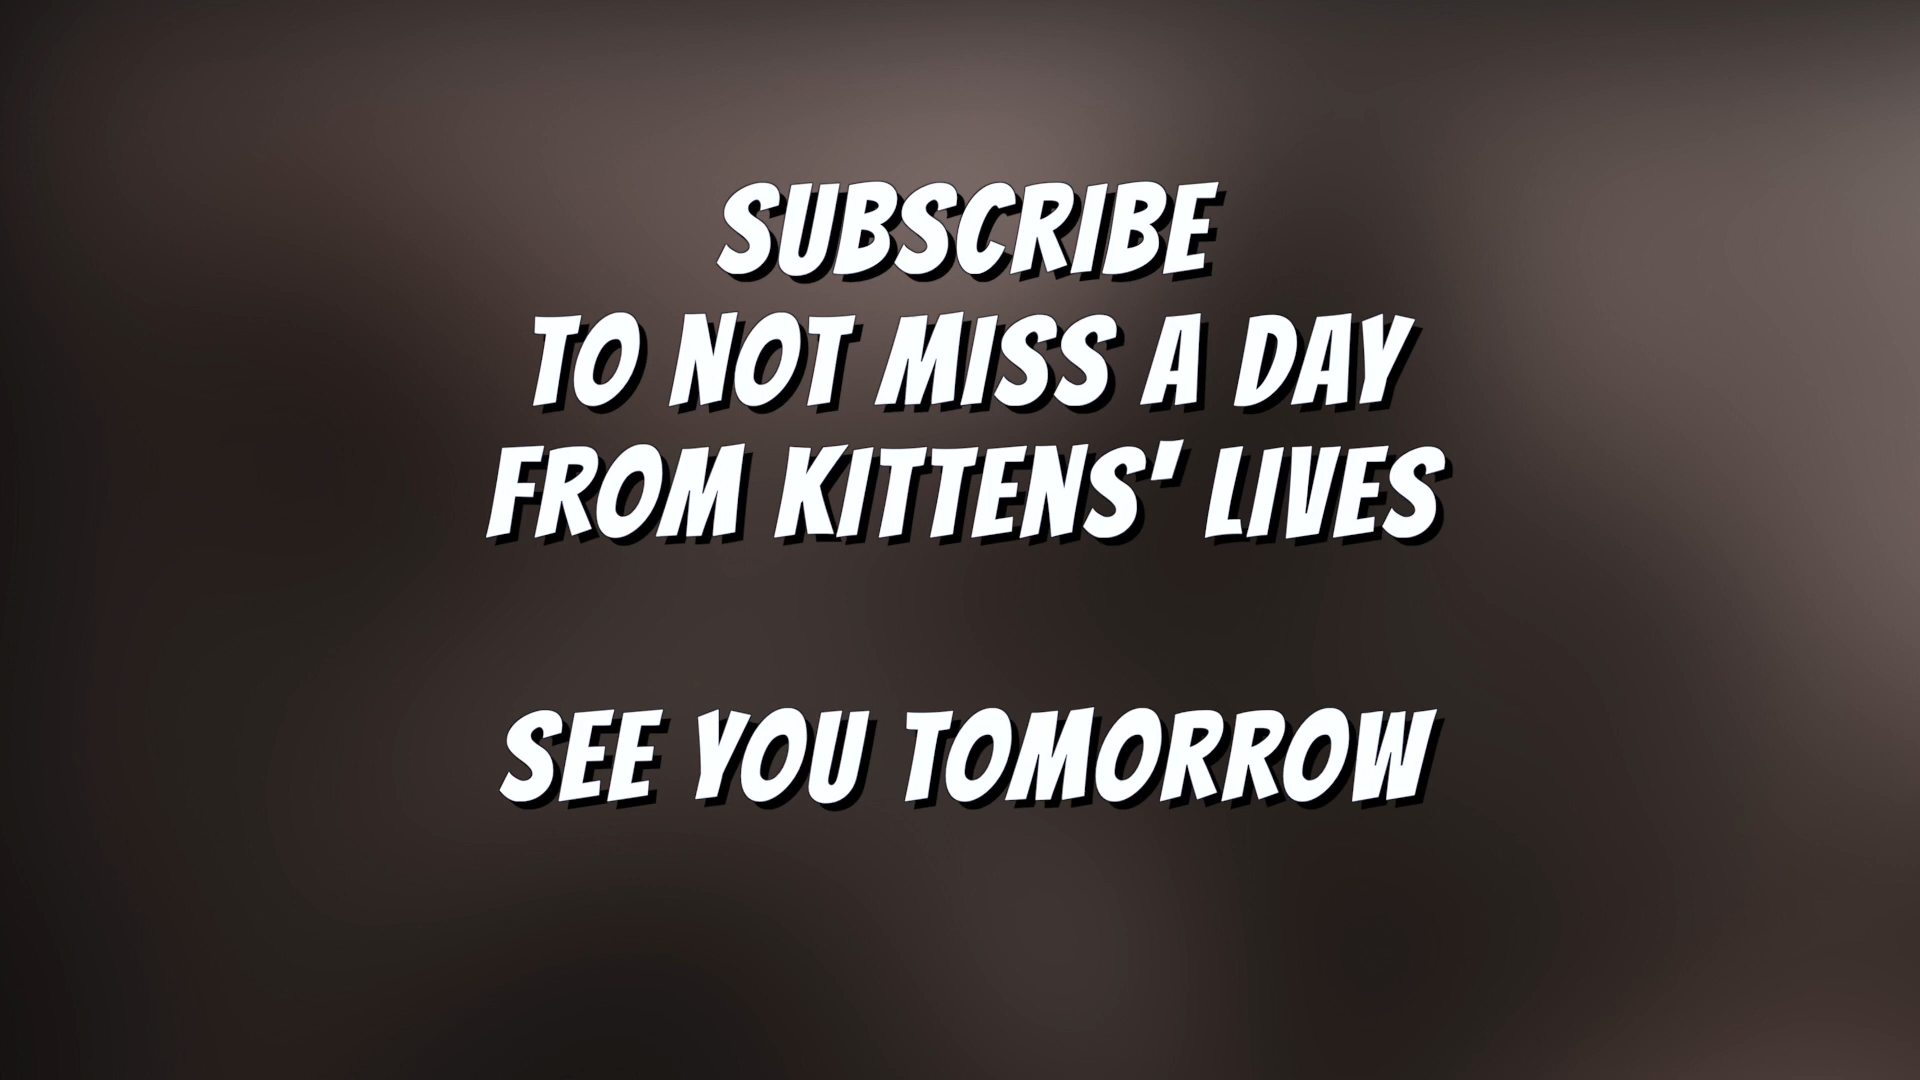 SUBSCRIBE
TO NOT MISS A DAY
FROM KITTENS' LIVES
SEE YOU TOMORROW